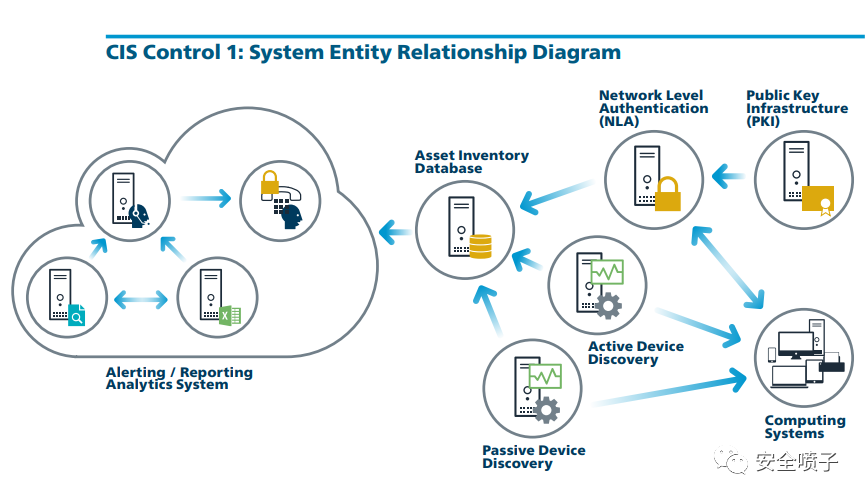 CIS Control 1: System Entity Relationship Diagram
Network Level
Authentication
(NLA)
Public Key
Infrastructure
(PKI)
Asset Inventory
Database
Active Device
Discovery
Alerting / Reporting
Analytics System
Passive Device
Discovery
Computing
Systems
X
安全喷子